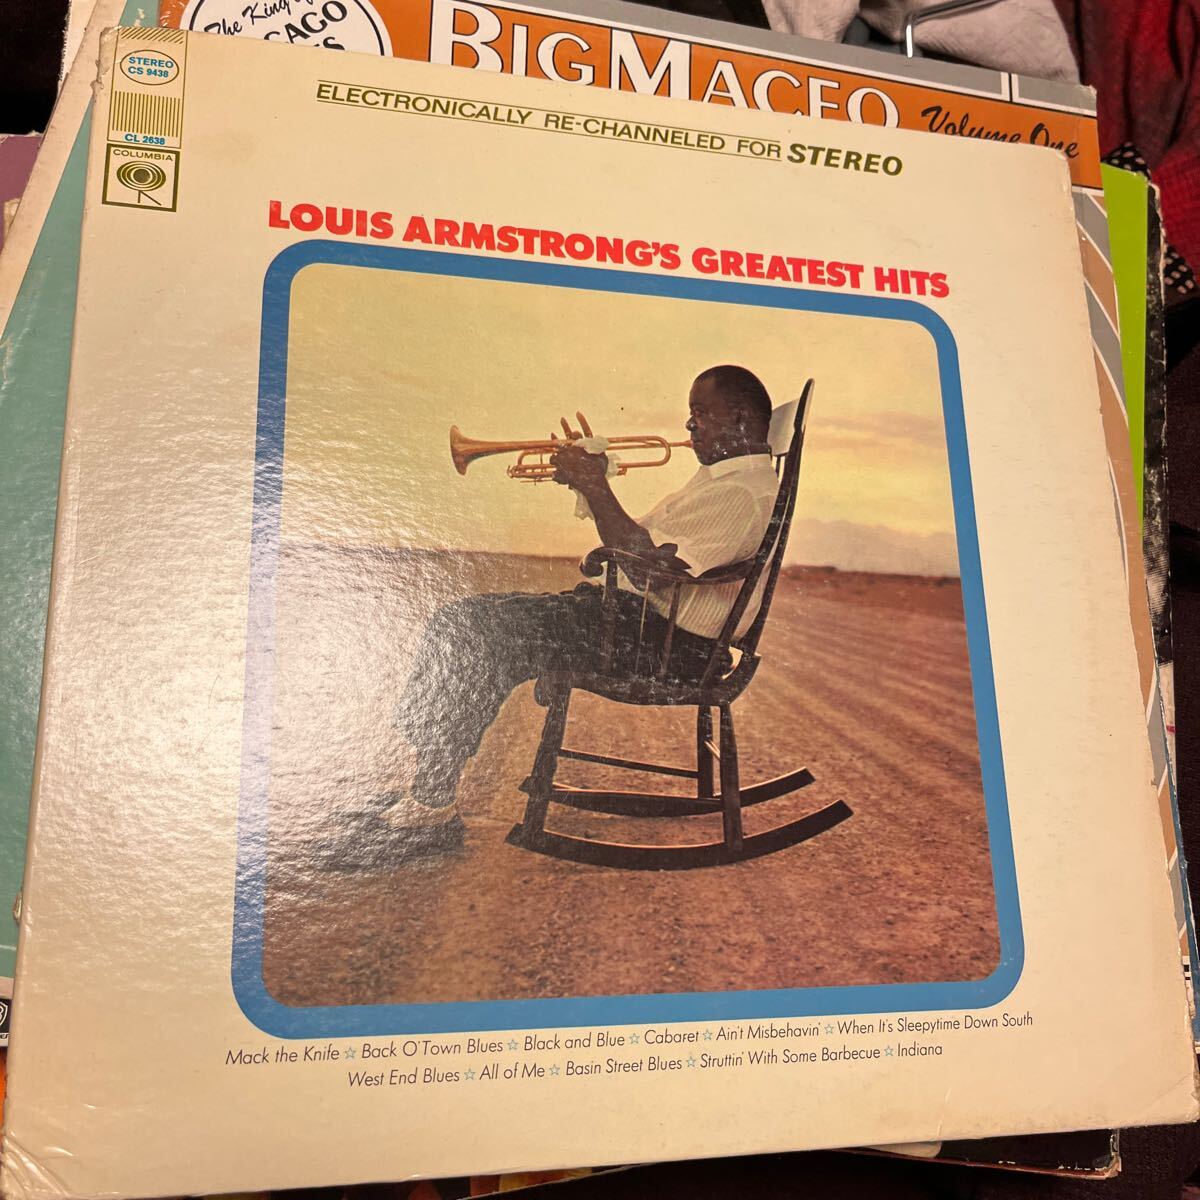 The King of
CAGO
BIG MACEO
Volume One
STEREO
CS 9438
CL 2638
COLUMBIA
ELECTRONICALLY RE-CHANNELED FOR STEREO
LOUIS ARMSTRONG'S GREATEST HITS
Mack the Knife ☆ Back O' Town Blues ☆ Black and Blue ☆ Cabaret ☆ Ain't Misbehavin' ☆ When It's Sleepytime Down South
West End Blues ☆ All of Me ☆ Basin Street Blues ☆ Struttin' With Some Barbecue ☆ Indiana